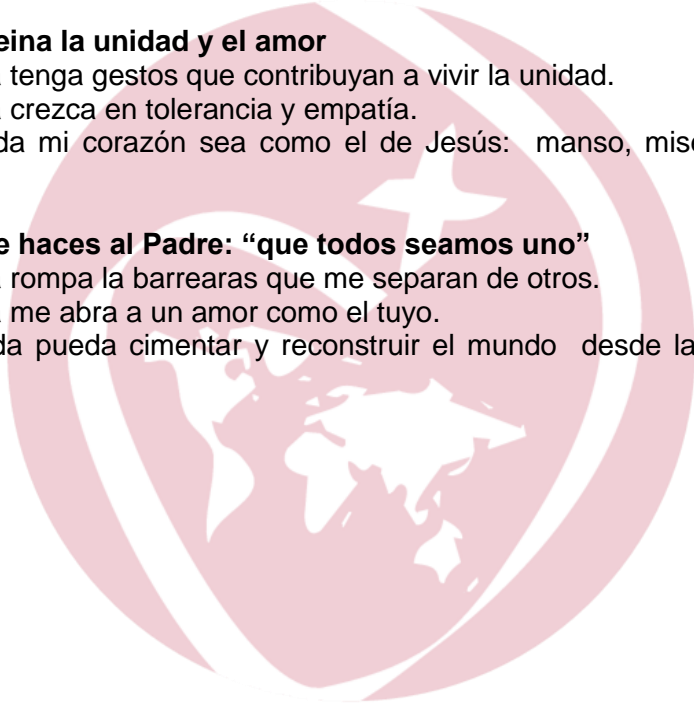 eina la unidad y el amor
tenga gestos que contribuyan a vivir la unidad.
crezca en tolerancia y empatía.
da mi corazón sea como el de Jesús: manso, mise
e haces al Padre: “que todos seamos uno”
rompa la barrearas que me separan de otros.
me abra a un amor como el tuyo.
da pueda cimentar y reconstruir el mundo desde la